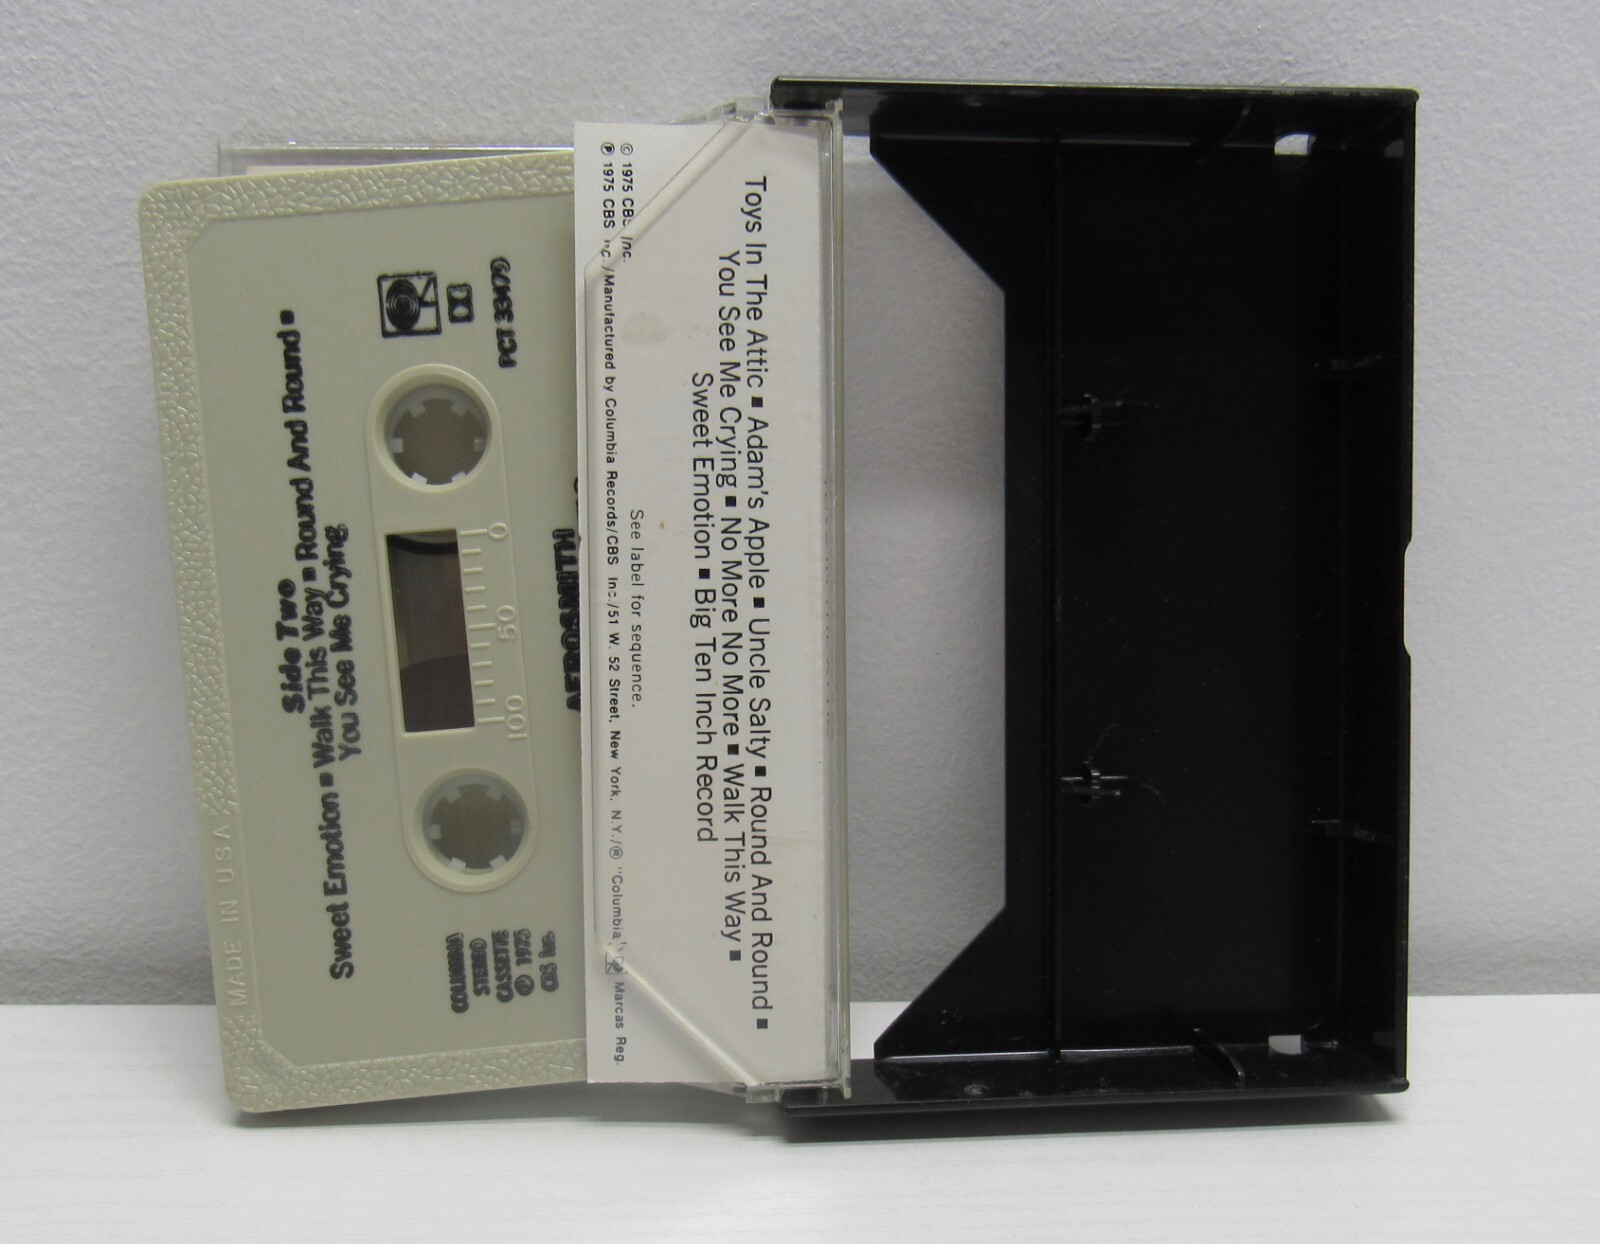 Toys In The Attic ▪ Adam's Apple ▪ Uncle Salty ▪ Round And Round ▪
You See Me Crying ▪ No More No More ▪ Walk This Way ▪
Sweet Emotion ▪ Big Ten Inch Record
See label for sequence.
© 1975 CBS Inc.
℗ 1975 CBS Inc./Manufactured by Columbia Records/CBS Inc./51 W. 52 Street, New York, N.Y./® "Columbia", Marcas Reg.
AEROSMITH
PCT 33479
0 50 100
COLUMBIA
STEREO
CASSETTE
℗ 1975
CBS Inc.
Side Two
Sweet Emotion ▪ Walk This Way ▪ Round And Round ▪
You See Me Crying
MADE IN U S A